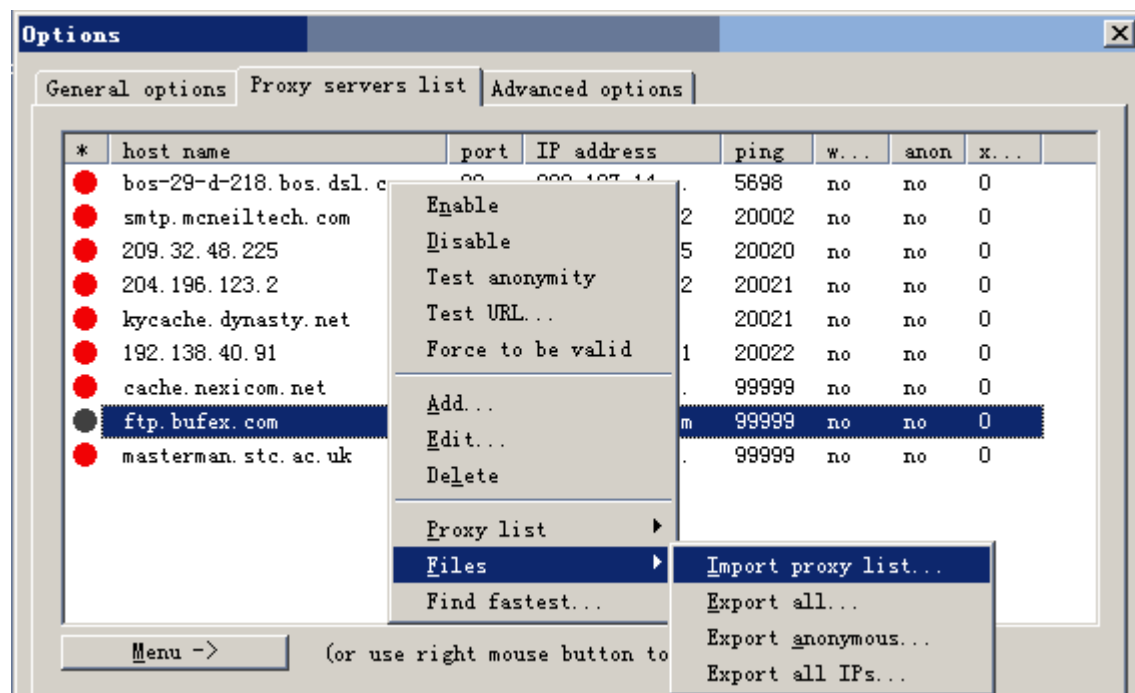 Options
General options Proxy servers list Advanced options
* host name port IP address ping w... anon x...
bos-29-d-218.bos.dsl.c 5698 no no 0
smtp.mcneiltech.com 2 20002 no no 0
209.32.48.225 5 20020 no no 0
204.196.123.2 2 20021 no no 0
kycache.dynasty.net 20021 no no 0
192.138.40.91 1 20022 no no 0
cache.nexicom.net . 99999 no no 0
ftp.bufex.com m 99999 no no 0
masterman.stc.ac.uk . 99999 no no 0
Enable
Disable
Test anonymity
Test URL...
Force to be valid
Add...
Edit...
Delete
Proxy list
Files
Find fastest...
Import proxy list...
Export all...
Export anonymous...
Export all IPs...
Menu -> (or use right mouse button to